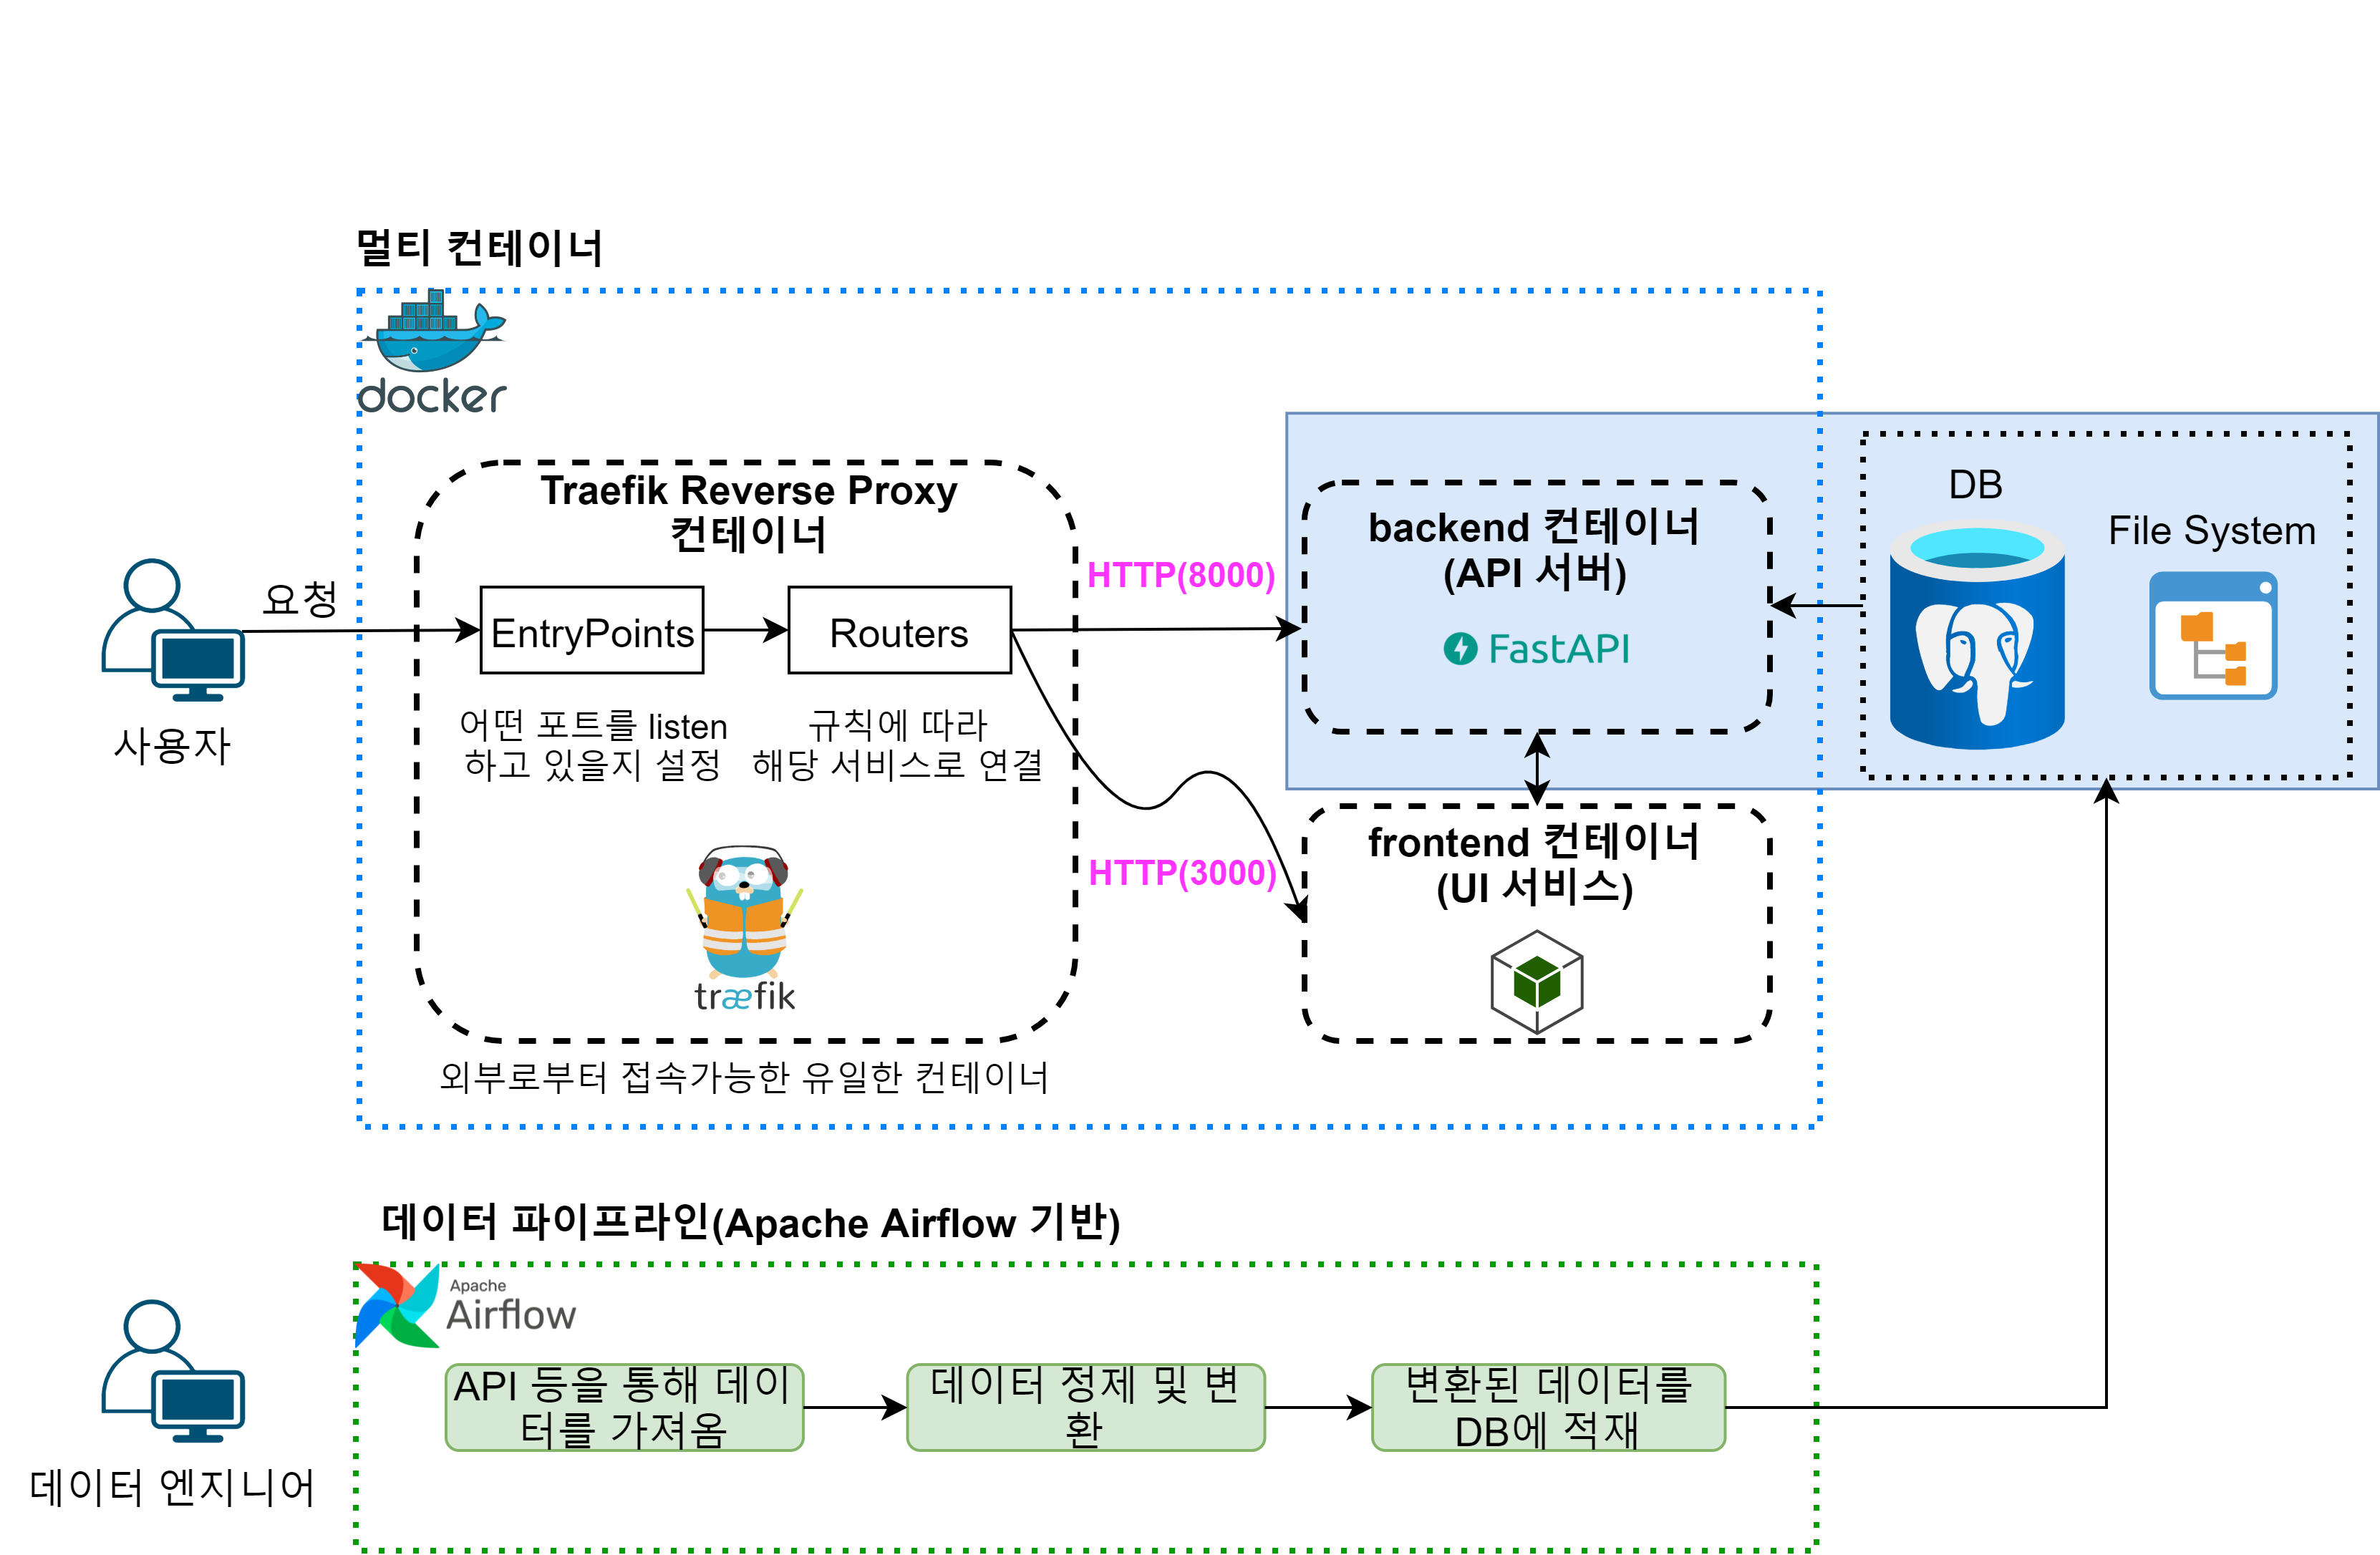 멀티 컨테이너
docker
Traefik Reverse Proxy
컨테이너
요청
EntryPoints
Routers
사용자
어떤 포트를 listen
하고 있을지 설정
규칙에 따라
해당 서비스로 연결
træfik
외부로부터 접속가능한 유일한 컨테이너
HTTP(8000)
HTTP(3000)
backend 컨테이너
(API 서버)
FastAPI
frontend 컨테이너
(UI 서비스)
DB
File System
데이터 파이프라인(Apache Airflow 기반)
Apache
Airflow
API 등을 통해 데이
터를 가져옴
데이터 정제 및 변
환
변환된 데이터를
DB에 적재
데이터 엔지니어